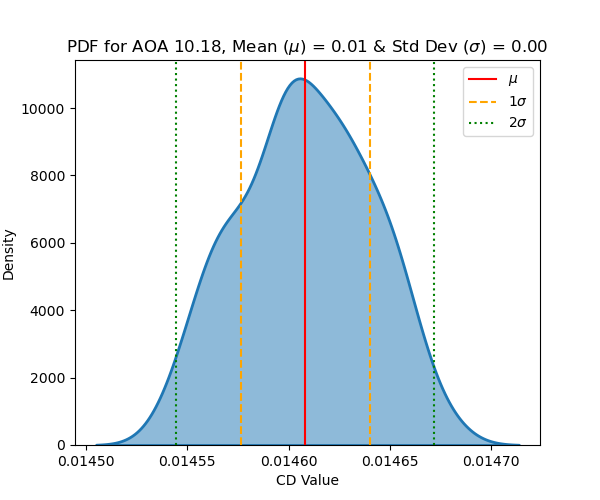 PDF for AOA 10.18, Mean (μ) = 0.01 & Std Dev (σ) = 0.00
μ
1σ
2σ
10000
8000
6000
4000
2000
0
Density
0.01450 0.01455 0.01460 0.01465 0.01470
CD Value